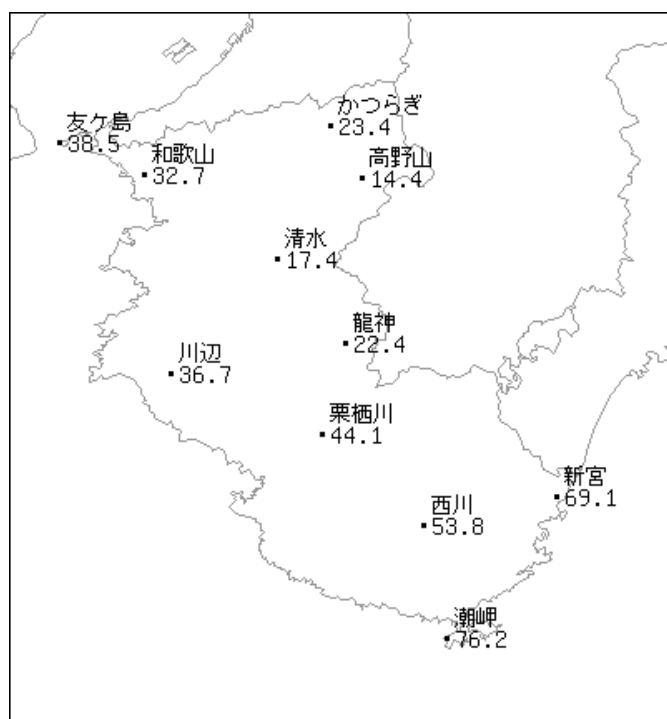 かつらぎ
23.4
友ケ島
38.5
和歌山
32.7
高野山
14.4
清水
17.4
龍神
22.4
川辺
36.7
栗栖川
44.1
新宮
69.1
西川
53.8
潮岬
76.2